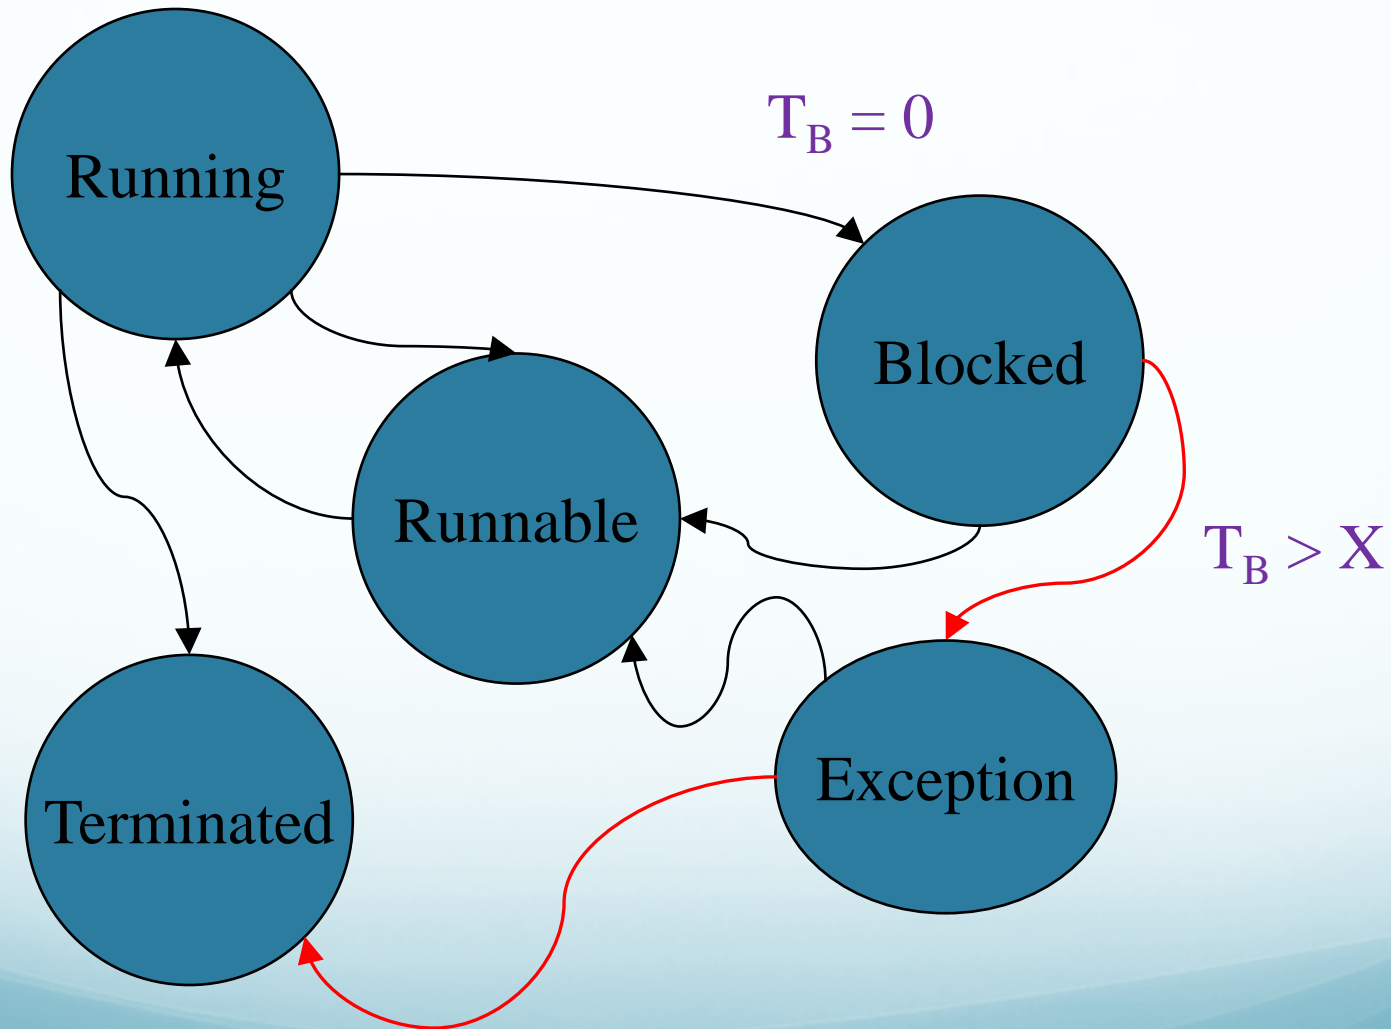 T_B = 0
Running
Blocked
Runnable
T_B > X
Exception
Terminated